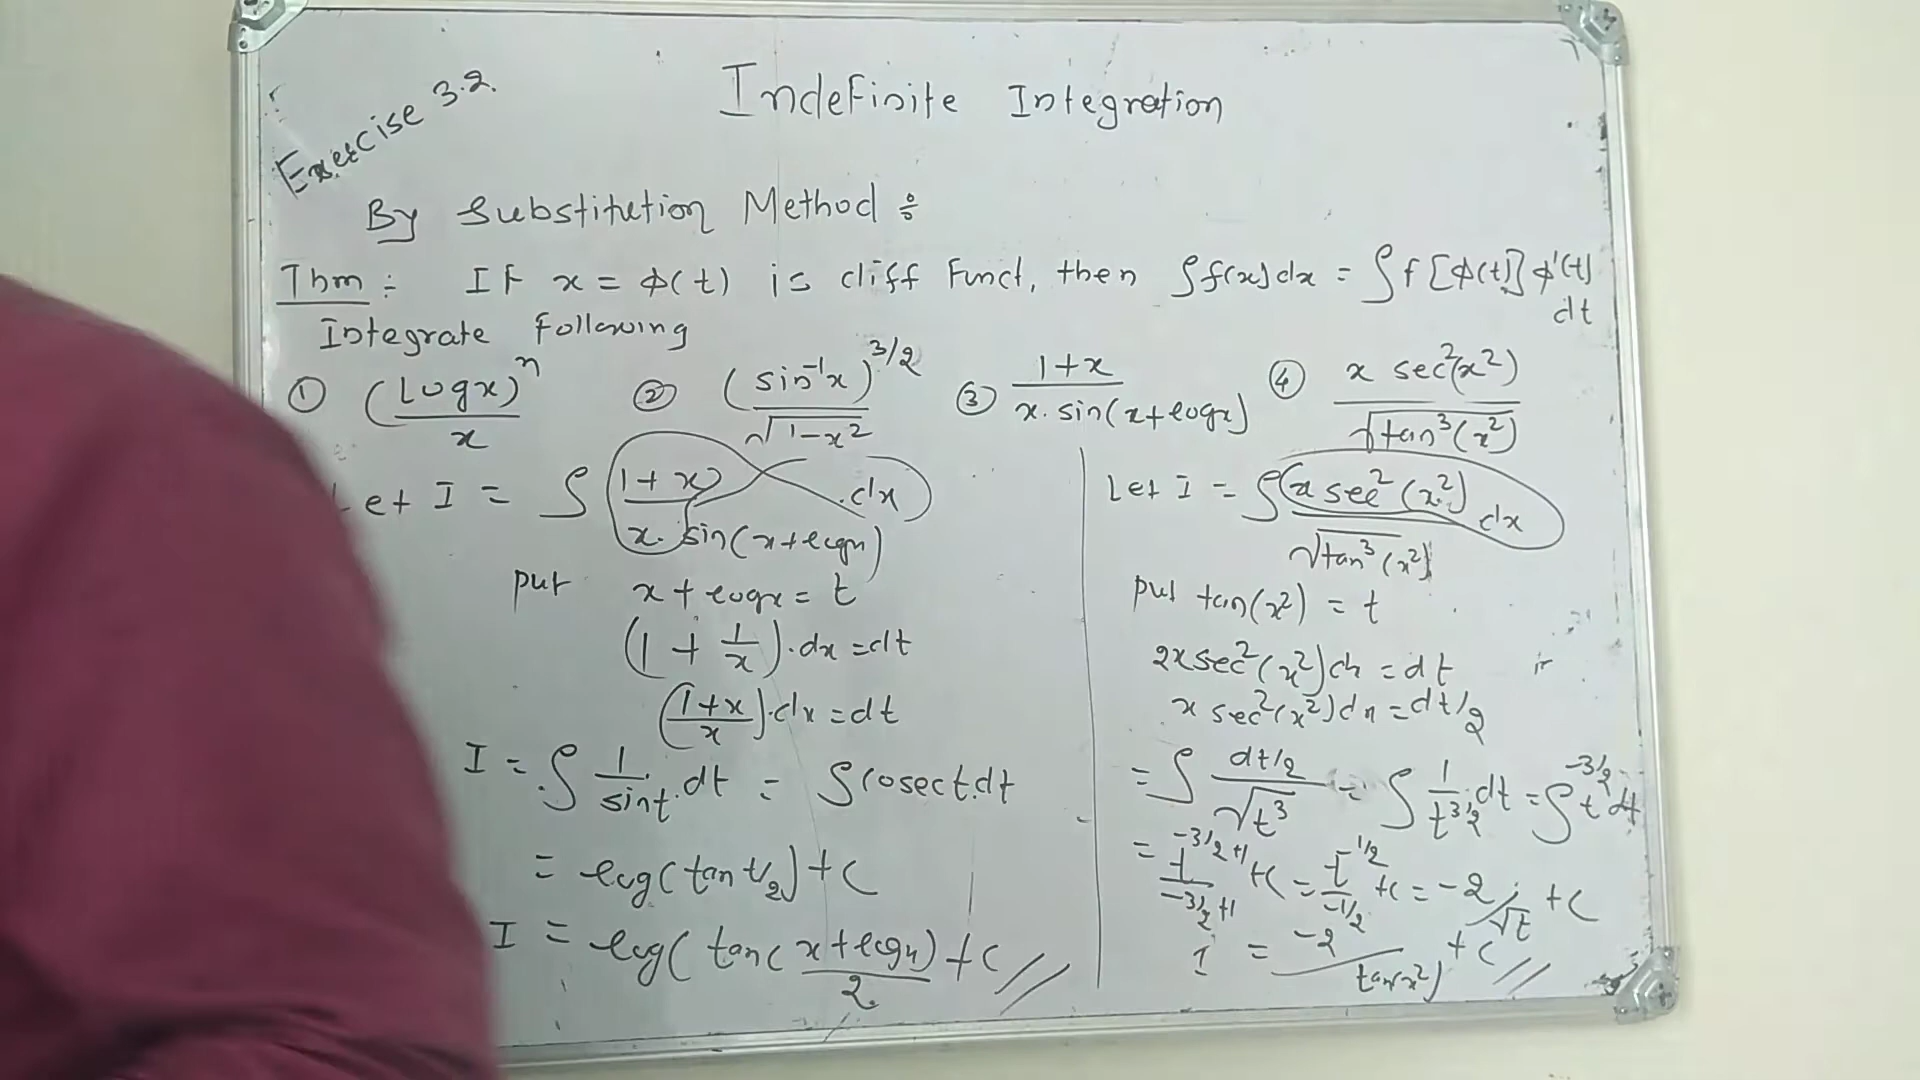 Exercise 3.2.
Indefinite Integration
By Substitution Method :
Thm : If x = φ(t) is diff Funct, then ∫f(x)dx = ∫f[φ(t)] φ'(t) dt
Integrate Following
① (logx)^n / x ② (sin⁻¹x)^3/2 / √1-x² ③ 1+x / x. sin(x+logx) ④ x sec²(x²) / √tan³(x²)
et I = ∫ 1+x / x. sin(x+logx) .dx
put x + logx = t
(1 + 1/x).dx = dt
(1+x / x).dx = dt
I = ∫ 1/sint .dt = ∫cosect.dt
= log(tan t/2) + C
I = log( tan( x+logx) / 2 + C //
Let I = ∫ x sec² (x²) dx / √tan³ (x²)
put tan(x²) = t
2x sec² (x²)dx = dt
x sec²(x²)dx = dt/2
= ∫ dt/2 / √t³ = ∫ 1/t^3/2 .dt = ∫ t^-3/2 dt
= t^-3/2+1 / -3/2+1 + C = t^-1/2 / -1/2 + C = -2/√t + C
I = -2 / tan(x²) + C //